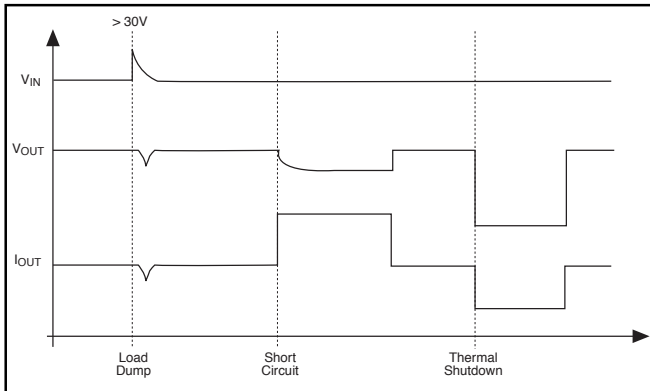 > 30V
VIN
VOUT
IOUT
Load
Dump
Short
Circuit
Thermal
Shutdown